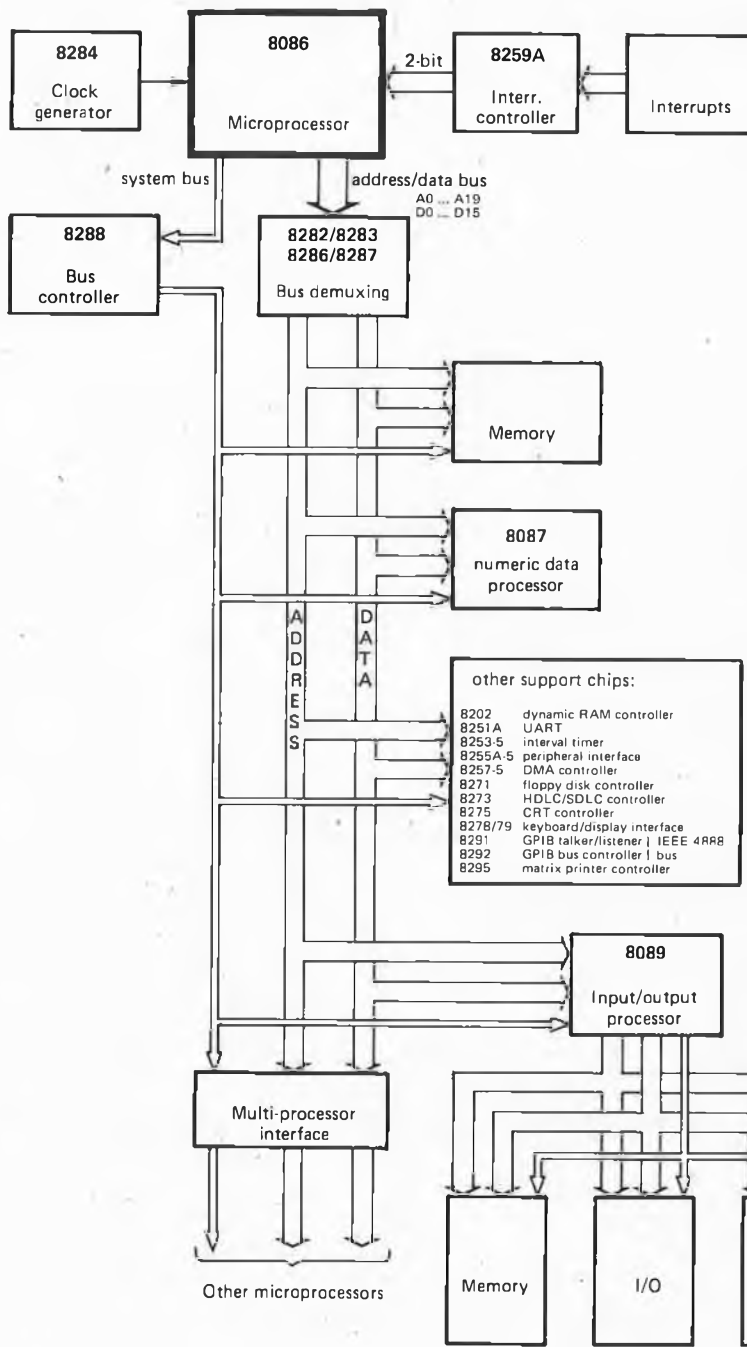 8284
Clock
generator
8086
Microprocessor
2-bit
8259A
Interr.
controller
Interrupts
system bus
address/data bus
A0 ... A19
D0 ... D15
8288
Bus
controller
8282/8283
8286/8287
Bus demuxing
Memory
8087
numeric data
processor
ADDRESS
DATA
other support chips:
8202 dynamic RAM controller
8251A UART
8253-5 interval timer
8255A-5 peripheral interface
8257-5 DMA controller
8271 floppy disk controller
8273 HDLC/SDLC controller
8275 CRT controller
8278/79 keyboard/display interface
8291 GPIB talker/listener } IEEE 4888
8292 GPIB bus controller } bus
8295 matrix printer controller
8089
Input/output
processor
Multi-processor
interface
Other microprocessors
Memory
I/O